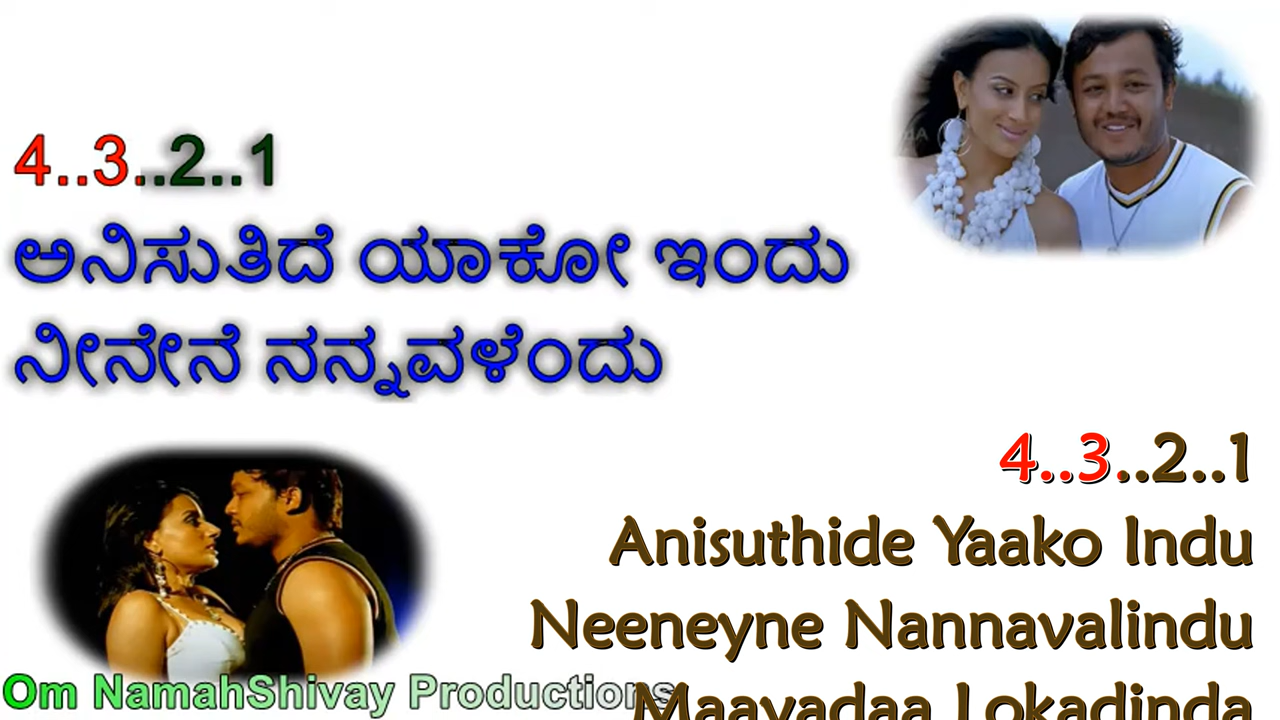 4..3..2..1
ಅನಿಸುತಿದೆ ಯಾಕೋ ಇಂದು
ನೀನೇನೆ ನನ್ನವಳೆಂದು
4..3..2..1
Anisuthide Yaako Indu
Neeneyne Nannavalindu
Maayadaa Lokadinda
Om NamahShivay Productions